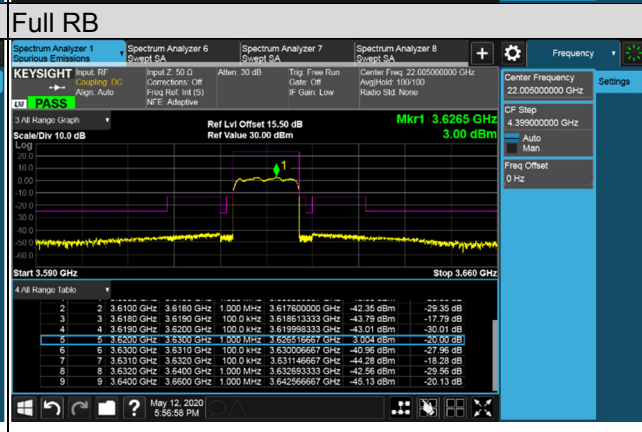 Full RB
Spectrum Analyzer 1
Spurious Emissions
Spectrum Analyzer 6
Swept SA
Spectrum Analyzer 7
Swept SA
Spectrum Analyzer 8
Swept SA
+
Frequency
KEYSIGHT
Input: RF
Coupling: DC
Align: Auto
Input Z: 50 Ω
Corrections: Off
Freq Ref: Int (S)
NFE: Adaptive
Atten: 30 dB
Trig: Free Run
Gate: Off
IF Gain: Low
Center Freq: 22.005000000 GHz
Avg|Hold: 100/100
Radio Std: None
LXI
PASS
Center Frequency
22.005000000 GHz
Settings
CF Step
4.399000000 GHz
Auto
Man
Freq Offset
0 Hz
3 All Range Graph
Scale/Div 10.0 dB
Ref Lvl Offset 15.50 dB
Ref Value 30.00 dBm
Mkr1 3.6265 GHz
3.00 dBm
Log
20.0
10.0
0.00
-10.0
-20.0
-30.0
-40.0
-50.0
-60.0
1
Start 3.590 GHz
Stop 3.660 GHz
4 All Range Table
2 2 3.6100 GHz 3.6180 GHz 1.000 MHz 3.617600000 GHz -42.35 dBm -29.35 dB
3 3 3.6180 GHz 3.6190 GHz 100.0 kHz 3.618613333 GHz -43.79 dBm -17.79 dB
4 4 3.6190 GHz 3.6200 GHz 100.0 kHz 3.619998333 GHz -43.01 dBm -30.01 dB
5 5 3.6200 GHz 3.6300 GHz 1.000 MHz 3.626516667 GHz 3.004 dBm -20.00 dB
6 6 3.6300 GHz 3.6310 GHz 100.0 kHz 3.630006667 GHz -40.96 dBm -27.96 dB
7 7 3.6310 GHz 3.6320 GHz 100.0 kHz 3.631146667 GHz -44.28 dBm -18.28 dB
8 8 3.6320 GHz 3.6400 GHz 1.000 MHz 3.632693333 GHz -42.56 dBm -29.56 dB
9 9 3.6400 GHz 3.6600 GHz 1.000 MHz 3.642566667 GHz -45.13 dBm -20.13 dB
?
May 12, 2020
5:56:58 PM